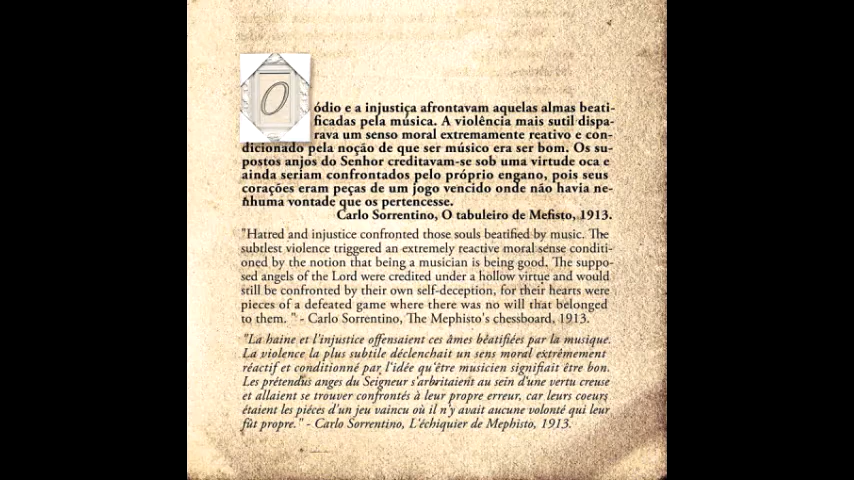 O ódio e a injustiça afrontavam aquelas almas beati-
ficadas pela música. A violência mais sutil dispa-
rava um senso moral extremamente reativo e con-
dicionado pela noção de que ser músico era ser bom. Os su-
postos anjos do Senhor creditavam-se sob uma virtude oca e
ainda seriam confrontados pelo próprio engano, pois seus
corações eram peças de um jogo vencido onde não havia ne-
nhuma vontade que os pertencesse.
Carlo Sorrentino, O tabuleiro de Mefisto, 1913.
"Hatred and injustice confronted those souls beatified by music. The
subtlest violence triggered an extremely reactive moral sense conditi-
oned by the notion that being a musician is being good. The suppo-
sed angels of the Lord were credited under a hollow virtue and would
still be confronted by their own self-deception, for their hearts were
pieces of a defeated game where there was no will that belonged
to them. " - Carlo Sorrentino, The Mephisto's chessboard, 1913.
"La haine et l'injustice offensaient ces âmes béatifiées par la musique.
La violence la plus subtile déclenchait un sens moral extrêmement
réactif et conditionné par l'idée qu'être musicien signifiait être bon.
Les prétendus anges du Seigneur s'arbitraient au sein d'une vertu creuse
et allaient se trouver confrontés à leur propre erreur, car leurs coeurs
étaient les pièces d'un jeu vaincu où il n'y avait aucune volonté qui leur
fût propre." - Carlo Sorrentino, L'échiquier de Mephisto, 1913.